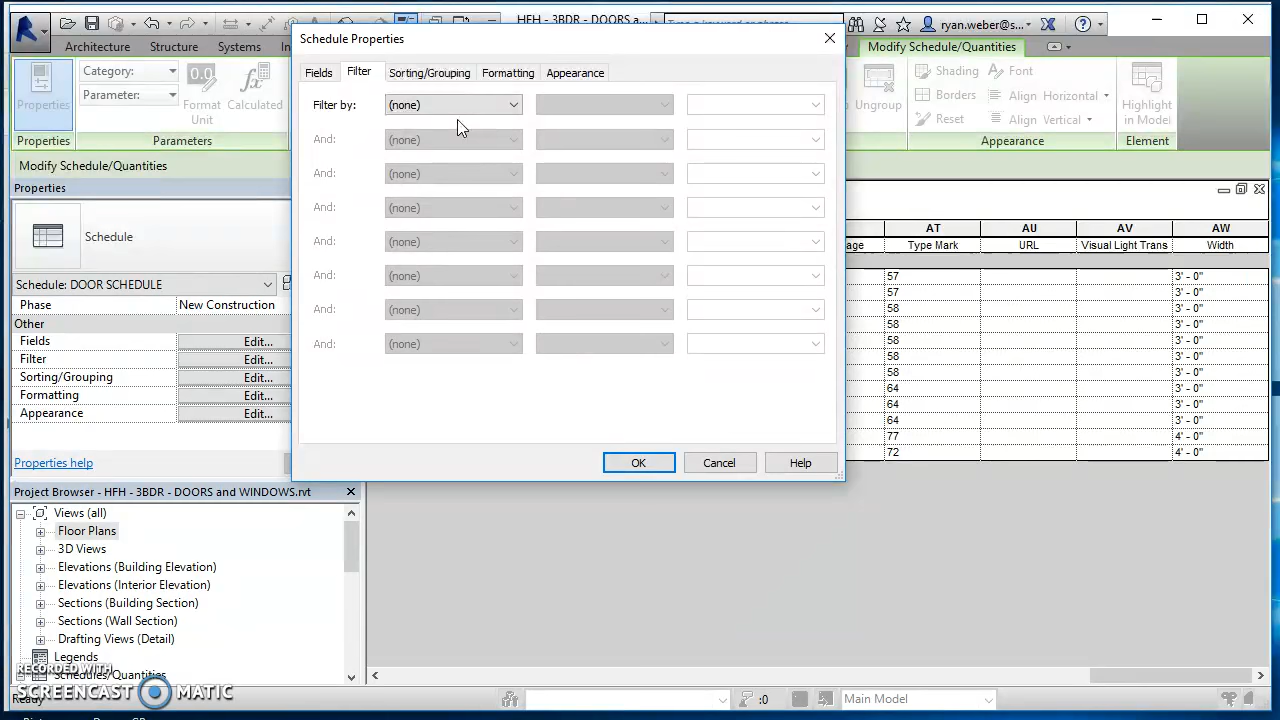 HFH - 3BDR - DOORS a
Type a keyword or phrase
ryan.weber@s...
Architecture Structure Systems
Modify Schedule/Quantities
Schedule Properties
Properties
Category:
Parameter:
Format
Unit
Calculated
Properties
Parameters
Ungroup
Shading
Borders
Reset
Font
Align Horizontal
Align Vertical
Highlight
in Model
Appearance
Element
Fields Filter Sorting/Grouping Formatting Appearance
Filter by: (none)
And: (none)
And: (none)
And: (none)
And: (none)
And: (none)
And: (none)
And: (none)
OK Cancel Help
Modify Schedule/Quantities
Properties
Schedule
Schedule: DOOR SCHEDULE
Phase New Construction
Other
Fields Edit...
Filter Edit...
Sorting/Grouping Edit...
Formatting Edit...
Appearance Edit...
Properties help
AT AU AV AW
age Type Mark URL Visual Light Trans Width
57 3' - 0"
57 3' - 0"
58 3' - 0"
58 3' - 0"
58 3' - 0"
58 3' - 0"
58 3' - 0"
64 3' - 0"
64 3' - 0"
64 3' - 0"
77 4' - 0"
72 4' - 0"
Project Browser - HFH - 3BDR - DOORS and WINDOWS.rvt
Views (all)
Floor Plans
3D Views
Elevations (Building Elevation)
Elevations (Interior Elevation)
Sections (Building Section)
Sections (Wall Section)
Drafting Views (Detail)
Legends
Schedules/Quantities
RECORDED WITH
SCREENCAST MATIC
Ready
:0
Main Model